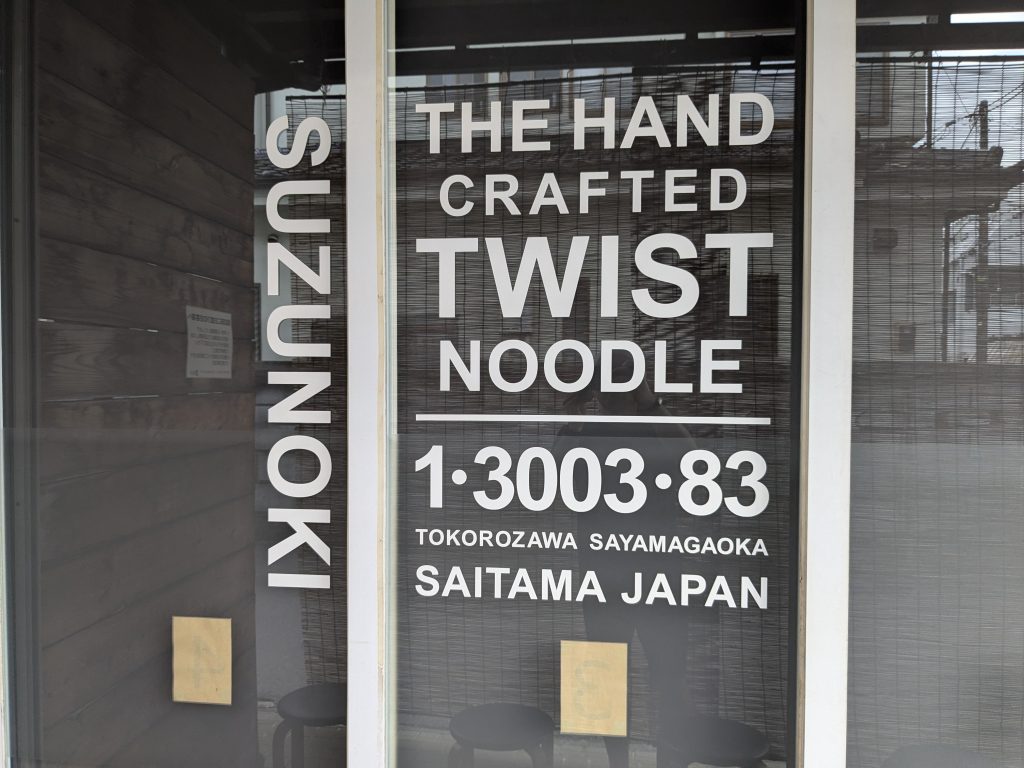 SUZUNOKI
THE HAND
CRAFTED
TWIST
NOODLE
1・3003・83
TOKOROZAWA SAYAMAGAOKA
SAITAMA JAPAN